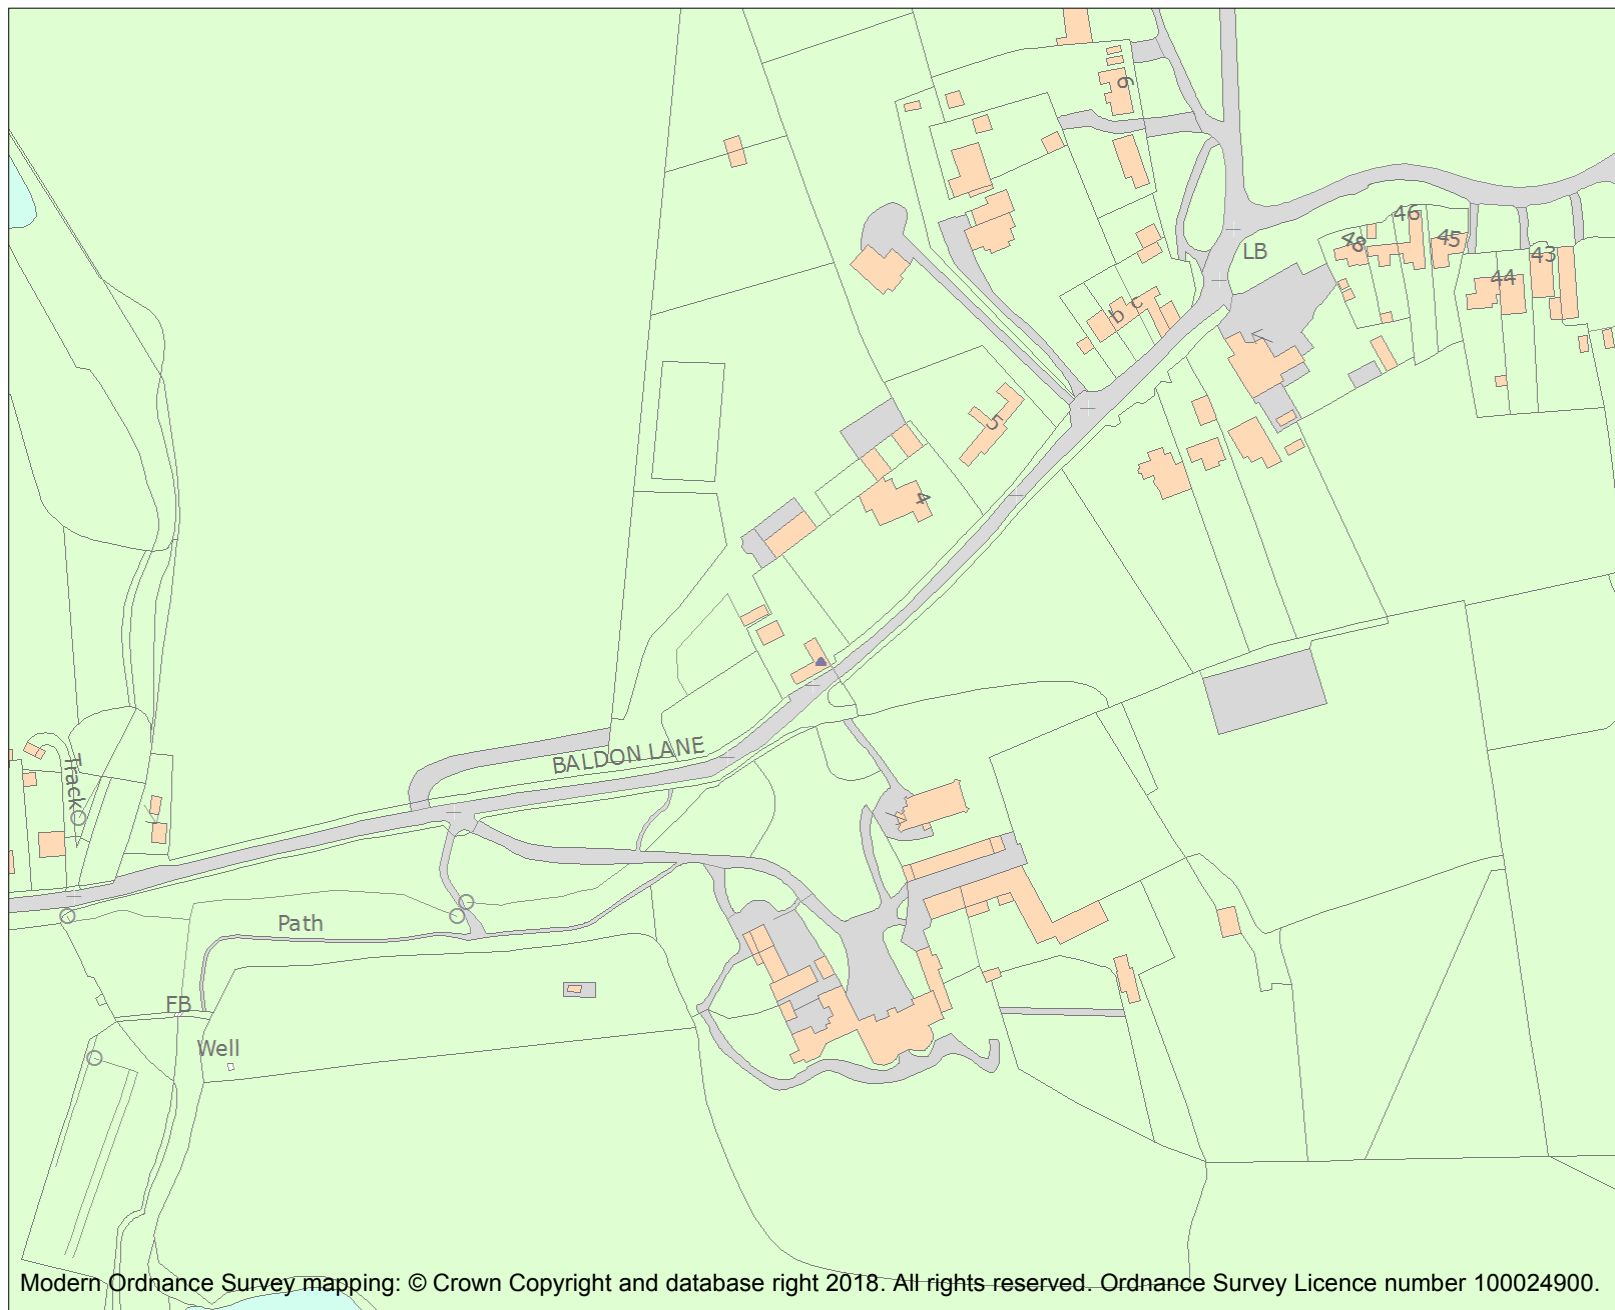 6
46
LB
48
45
43
44
c
b
5
4
BALDON LANE
Track
Path
FB
Well
Modern Ordnance Survey mapping: © Crown Copyright and database right 2018. All rights reserved. Ordnance Survey Licence number 100024900.